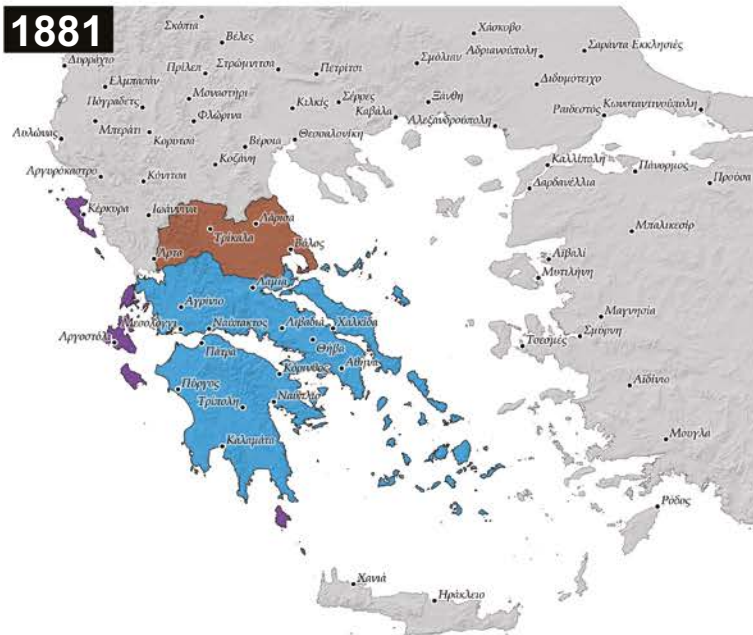 1881
Σκόπια
Βέλες
Χάσκοβο
Αδριανούπολη
Σαράντα Εκκλησιές
Δυρράχιο
Πρίλεπ
Στρώμνιτσα
Πετρίτσι
Σμόλιαν
Ελμπασάν
Διδυμότειχο
Πόγραδετς
Μοναστήρι
Κιλκίς
Σέρρες
Ξάνθη
Ραιδεστός
Κωνσταντινούπολη
Καβάλα
Αυλώνας
Μπεράτι
Φλώρινα
Αλεξανδρούπολη
Κορυτσά
Βέροια
Θεσσαλονίκη
Κοζάνη
Καλλίπολη
Πάνορμος
Προύσα
Αργυρόκαστρο
Κόνιτσα
Δαρδανέλλια
Κέρκυρα
Ιωάννινα
Λάρισα
Τρίκαλα
Μπαλικεσίρ
Βόλος
Άρτα
Αϊβαλί
Μυτιλήνη
Λαμία
Αγρίνιο
Μαγνησία
Μεσολόγγι
Ναύπακτος
Λιβαδιά
Χαλκίδα
Σμύρνη
Αργοστόλι
Πάτρα
Θήβα
Τσεσμές
Κόρινθος
Αθήνα
Πύργος
Αϊδίνιο
Τρίπολη
Ναύπλιο
Καλαμάτα
Μουγλα
Ρόδος
Χανιά
Ηράκλειο